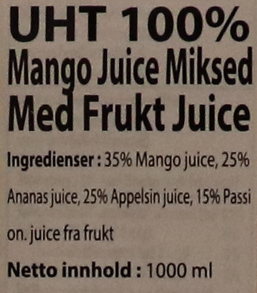 UHT 100%
Mango Juice Miksed
Med Frukt Juice
Ingredienser : 35% Mango juice, 25%
Ananas juice, 25% Appelsin juice, 15% Passi
on. juice fra frukt
Netto innhold : 1000 ml